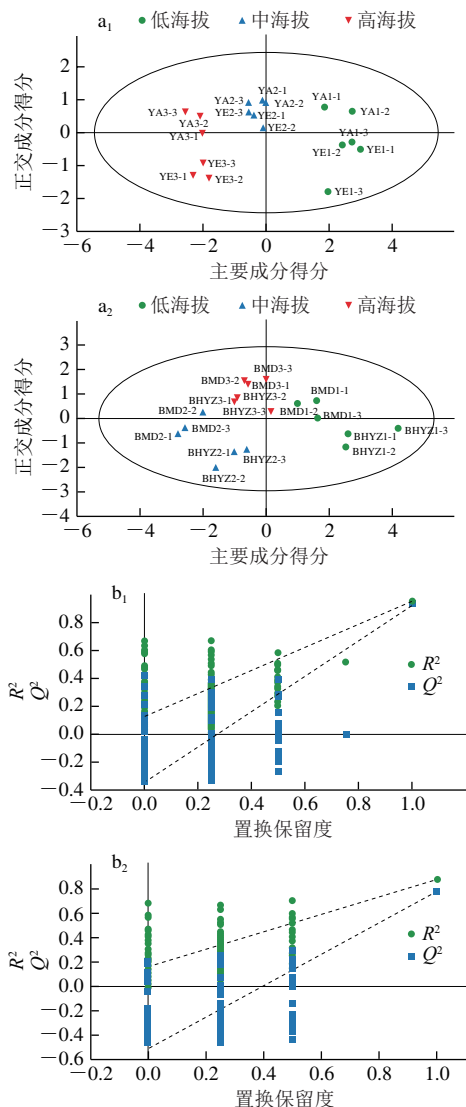 a1 低海拔 中海拔 高海拔
正交成分得分
3
2
1
0
−1
−2
−3
YA3-3
YA3-2
YA3-1
YE3-3
YE3-1
YE3-2
YA2-1
YA2-3
YA2-2
YE2-3
YE2-1
YE2-2
YA1-1
YA1-2
YA1-3
YE1-2
YE1-1
YE1-3
−6 −4 −2 0 2 4
主要成分得分
a2 低海拔 中海拔 高海拔
正交成分得分
4
3
2
1
0
−1
−2
−3
−4
BMD3-3
BMD3-2
BMD3-1
BHYZ3-2
BHYZ3-1
BHYZ3-3
BMD2-2
BMD2-3
BMD2-1
BHYZ2-1
BHYZ2-3
BHYZ2-2
BMD1-1
BMD1-2
BMD1-3
BHYZ1-1
BHYZ1-3
BHYZ1-2
−6 −4 −2 0 2 4
主要成分得分
b1
R²
Q²
0.8
0.6
0.4
0.2
0.0
−0.2
−0.4
R²
Q²
−0.2 0.0 0.2 0.4 0.6 0.8 1.0
置换保留度
b2
R²
Q²
0.8
0.6
0.4
0.2
0.0
−0.2
−0.4
−0.6
R²
Q²
−0.2 0.0 0.2 0.4 0.6 0.8 1.0
置换保留度